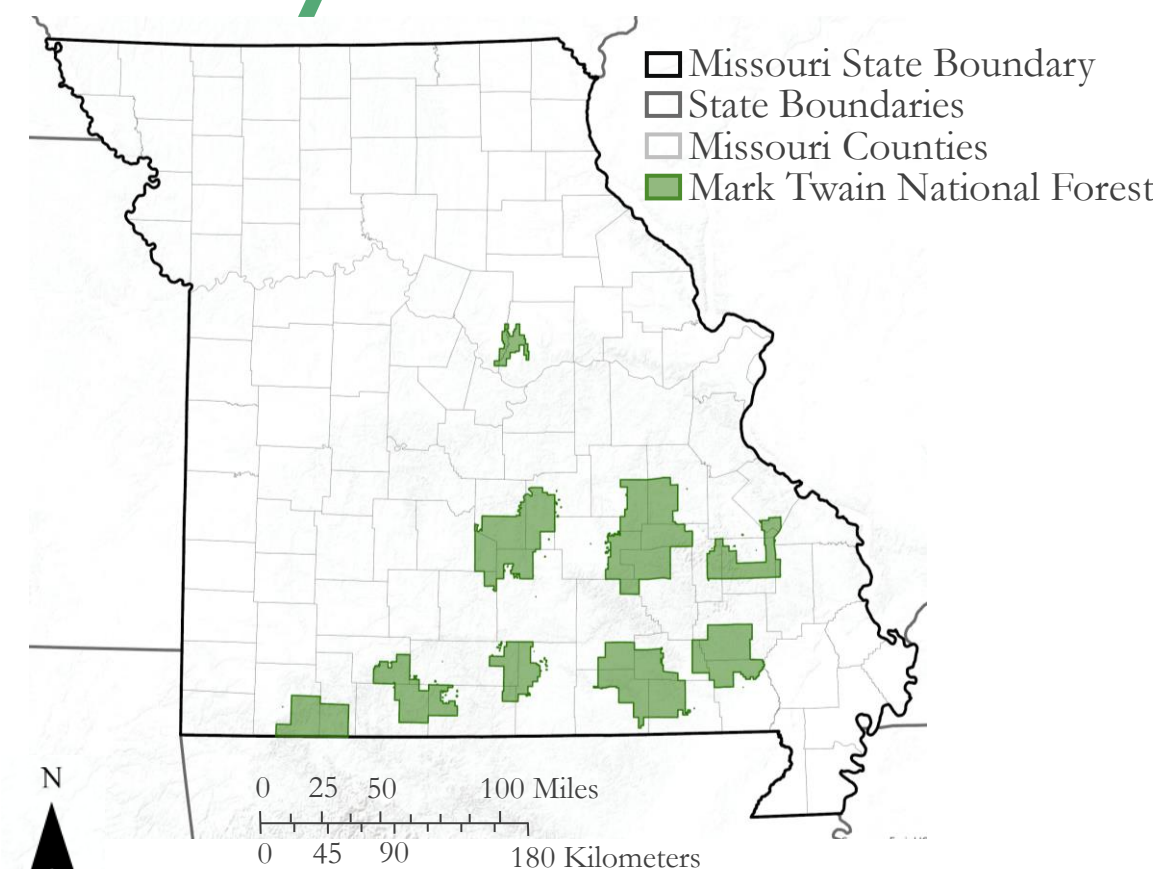 Missouri State Boundary
State Boundaries
Missouri Counties
Mark Twain National Forest
N
0 25 50 100 Miles
0 45 90 180 Kilometers